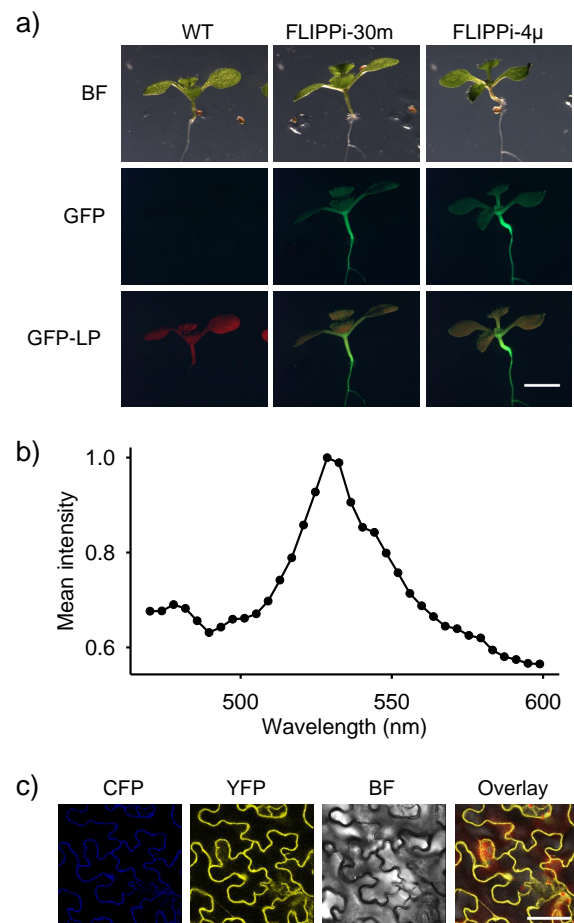 a)
WT FLIPPi-30m FLIPPi-4μ
BF
GFP
GFP-LP
b)
1.0
0.8
0.6
Mean intensity
500 550 600
Wavelength (nm)
c)
CFP YFP BF Overlay